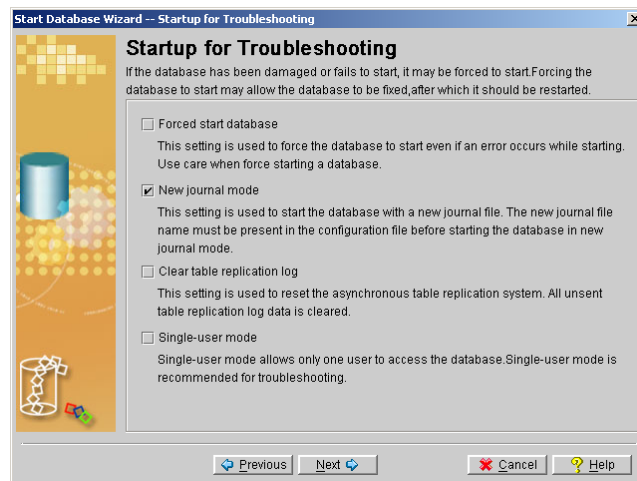 Start Database Wizard -- Startup for Troubleshooting
Startup for Troubleshooting
If the database has been damaged or fails to start, it may be forced to start.Forcing the
database to start may allow the database to be fixed,after which it should be restarted.
Forced start database
This setting is used to force the database to start even if an error occurs while starting.
Use care when force starting a database.
New journal mode
This setting is used to start the database with a new journal file. The new journal file
name must be present in the configuration file before starting the database in new
journal mode.
Clear table replication log
This setting is used to reset the asynchronous table replication system. All unsent
table replication log data is cleared.
Single-user mode
Single-user mode allows only one user to access the database.Single-user mode is
recommended for troubleshooting.
Previous Next Cancel Help